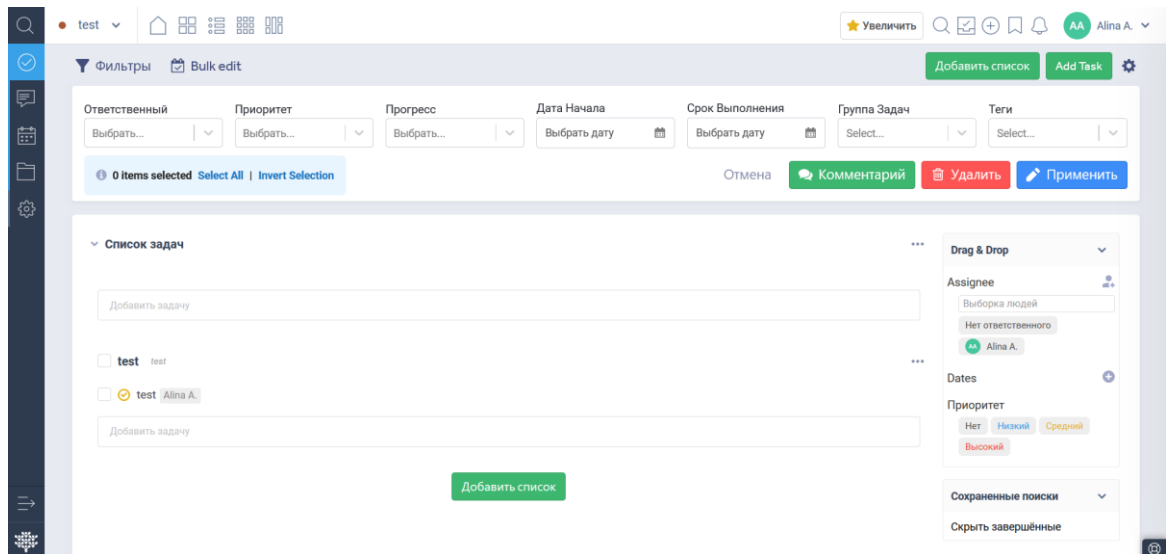 test
Увеличить
AA
Alina A.
Фильтры
Bulk edit
Добавить список
Add Task
Ответственный
Приоритет
Прогресс
Дата Начала
Срок Выполнения
Группа Задач
Теги
Выбрать...
Выбрать...
Выбрать...
Выбрать дату
Выбрать дату
Select...
Select...
0 items selected Select All | Invert Selection
Отмена
Комментарий
Удалить
Применить
Список задач
Добавить задачу
test test
test Alina A.
Добавить задачу
Добавить список
Drag & Drop
Assignee
Выборка людей
Нет ответственного
AA Alina A.
Dates
Приоритет
Нет Низкий Средний
Высокий
Сохраненные поиски
Скрыть завершённые